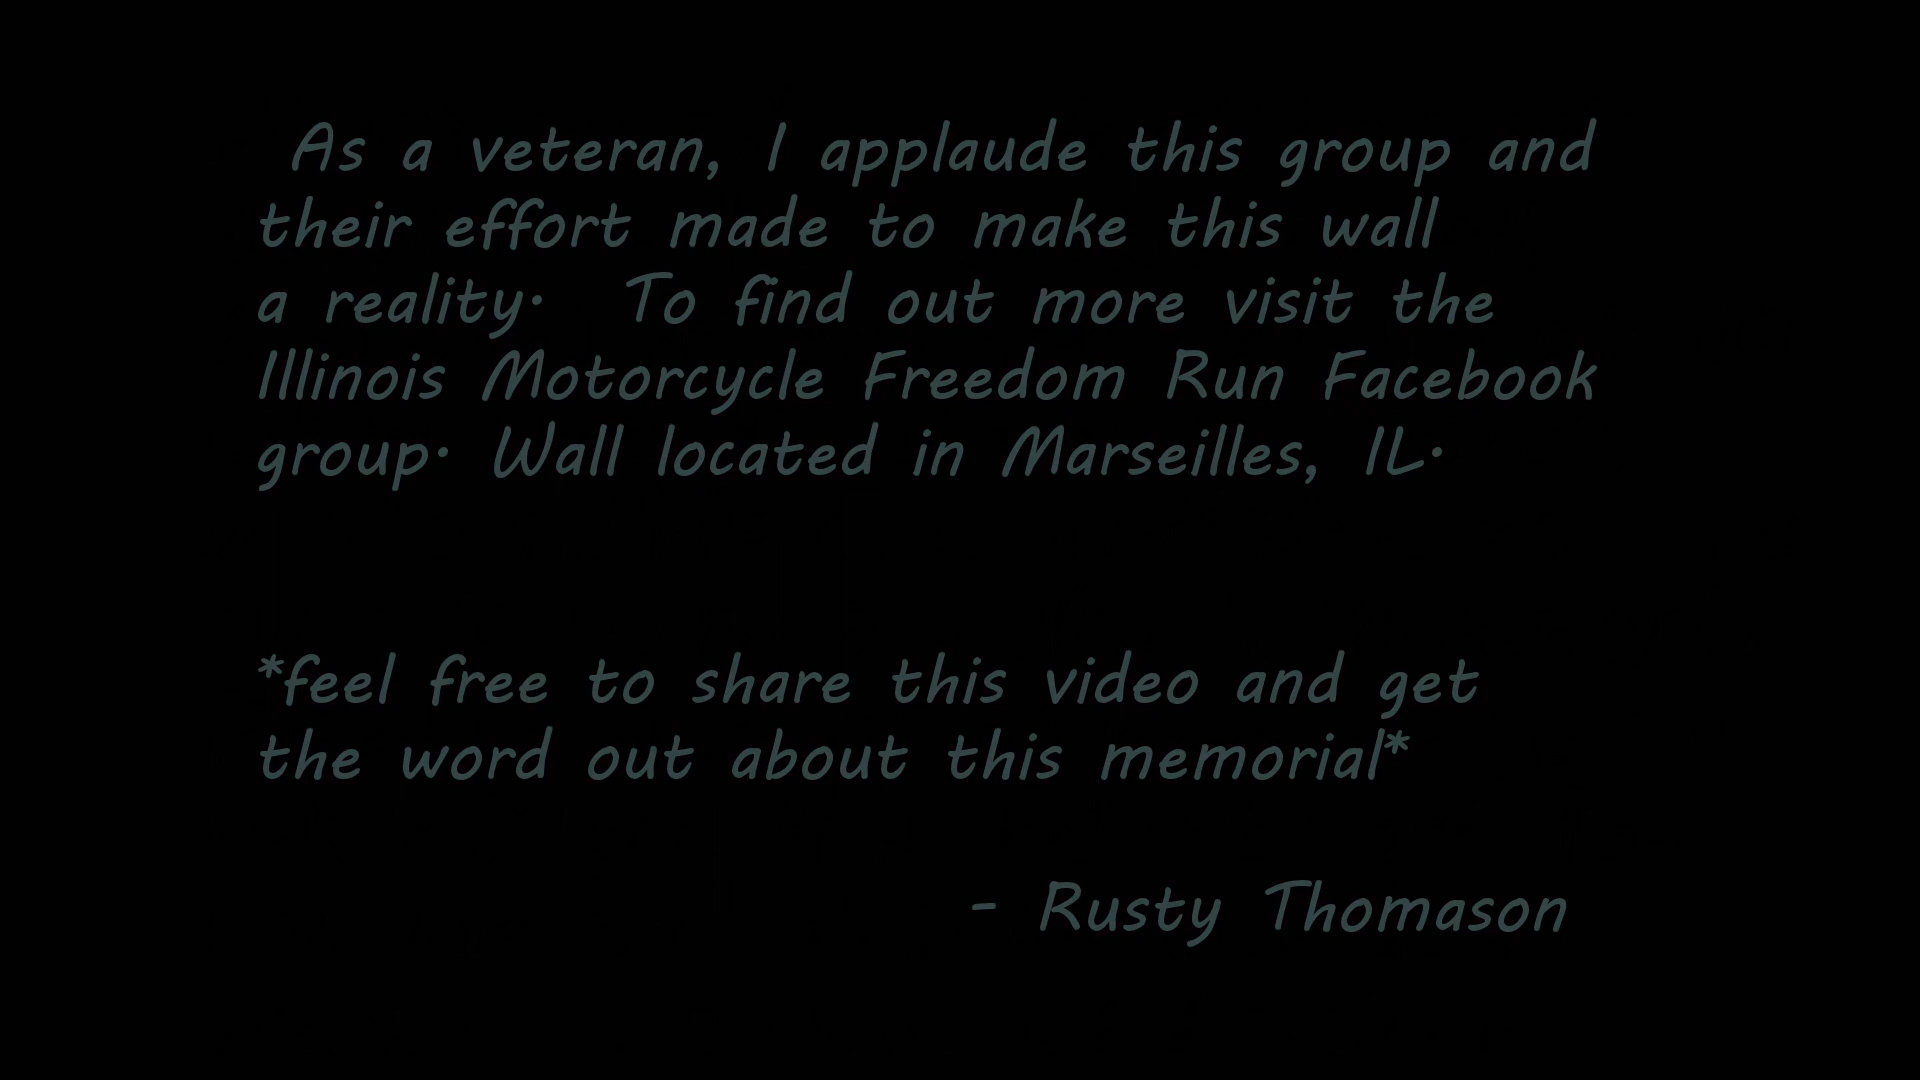 As a veteran, I applaude this group and
their effort made to make this wall
a reality. To find out more visit the
Illinois Motorcycle Freedom Run Facebook
group. Wall located in Marseilles, IL.
*feel free to share this video and get
the word out about this memorial*
- Rusty Thomason